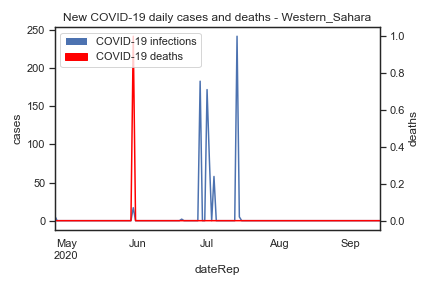 New COVID-19 daily cases and deaths - Western_Sahara
COVID-19 infections
COVID-19 deaths
250
200
150
100
50
0
cases
1.0
0.8
0.6
0.4
0.2
0.0
deaths
May
2020
Jun
Jul
Aug
Sep
dateRep